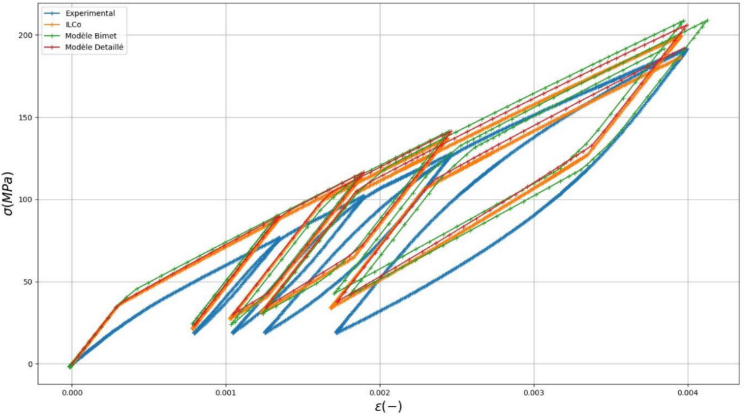 Experimental
ILCo
Modèle Bimet
Modèle Detaillé
200
150
100
50
0
σ(MPa)
0.000 0.001 0.002 0.003 0.004
ε(−)